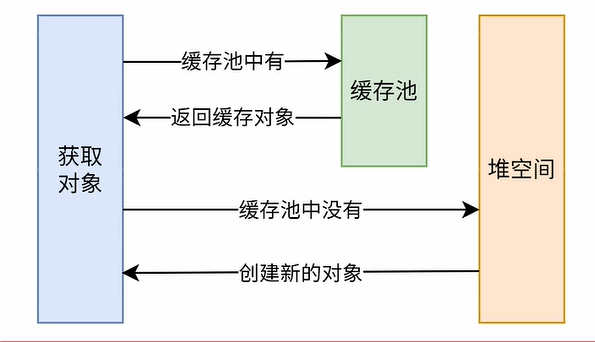 缓存池中有
缓存池
返回缓存对象
获取
对象
堆空间
缓存池中没有
创建新的对象